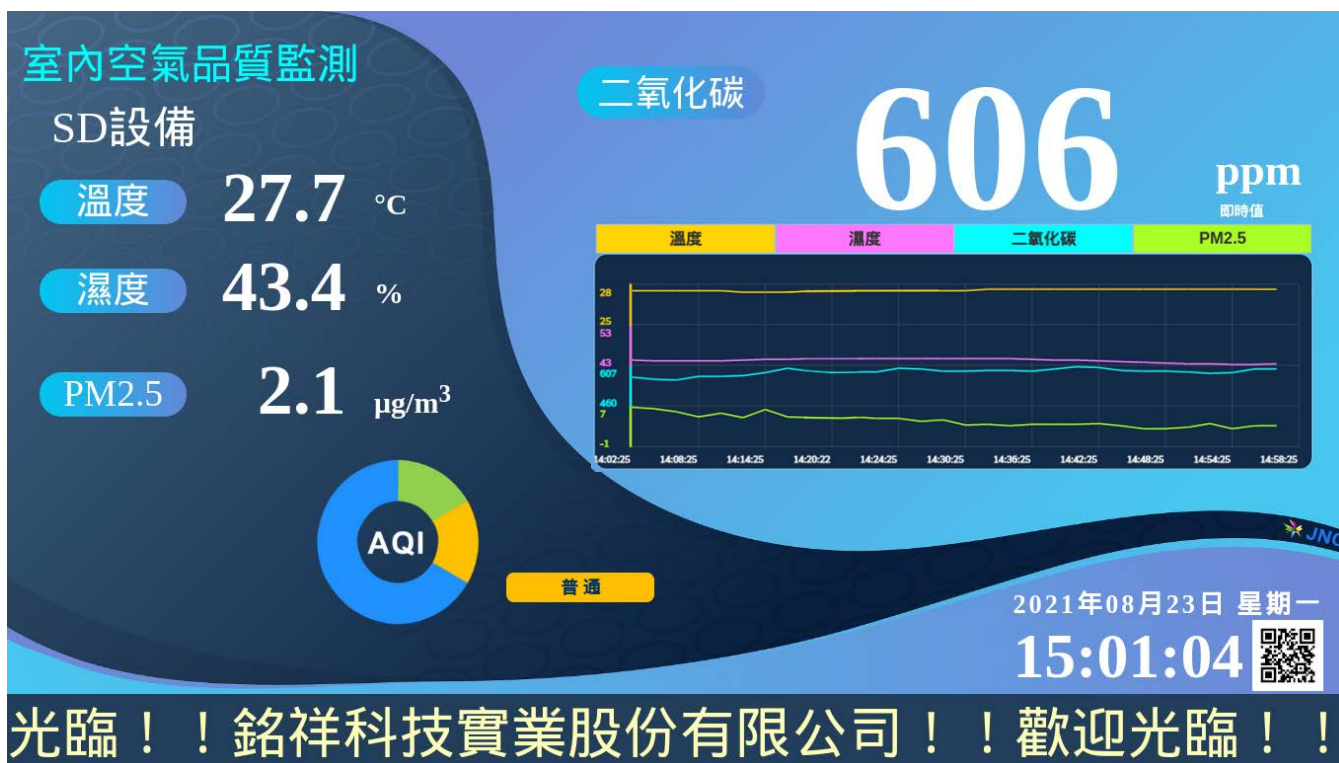 室內空氣品質監測
SD設備
溫度 27.7 °C
濕度 43.4 %
PM2.5 2.1 μg/m³
AQI
普通
二氧化碳 606 ppm
即時值
溫度 濕度 二氧化碳 PM2.5
28
25
53
43
607
460
7
-1
14:02:25 14:08:25 14:14:25 14:20:22 14:24:25 14:30:25 14:36:25 14:42:25 14:48:25 14:54:25 14:58:25
JNC
2021年08月23日 星期一
15:01:04
光臨！！銘祥科技實業股份有限公司！！歡迎光臨！！